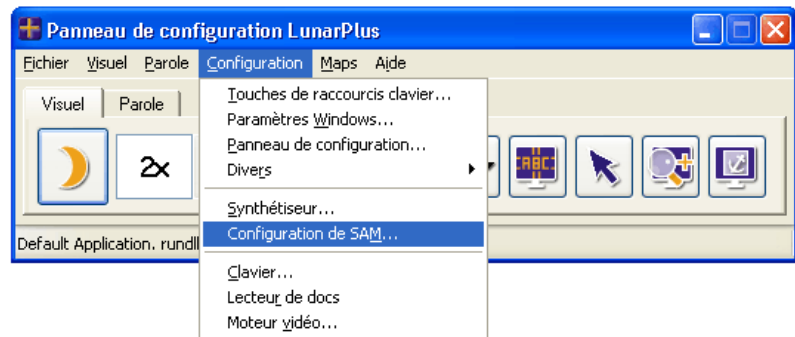 Panneau de configuration LunarPlus
Fichier Visuel Parole Configuration Maps Aide
Visuel Parole
Touches de raccourcis clavier...
Paramètres Windows...
Panneau de configuration...
Divers
2x
ABC
Synthétiseur...
Configuration de SAM...
Default Application. rundl
Clavier...
Lecteur de docs
Moteur vidéo...